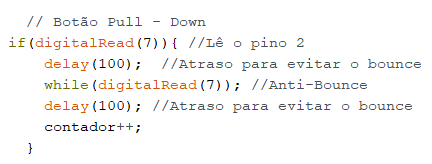 // Botão Pull - Down
if(digitalRead(7)){ //Lê o pino 2
delay(100);  //Atraso para evitar o bounce
while(digitalRead(7)); //Anti-Bounce
delay(100); //Atraso para evitar o bounce
contador++;
}